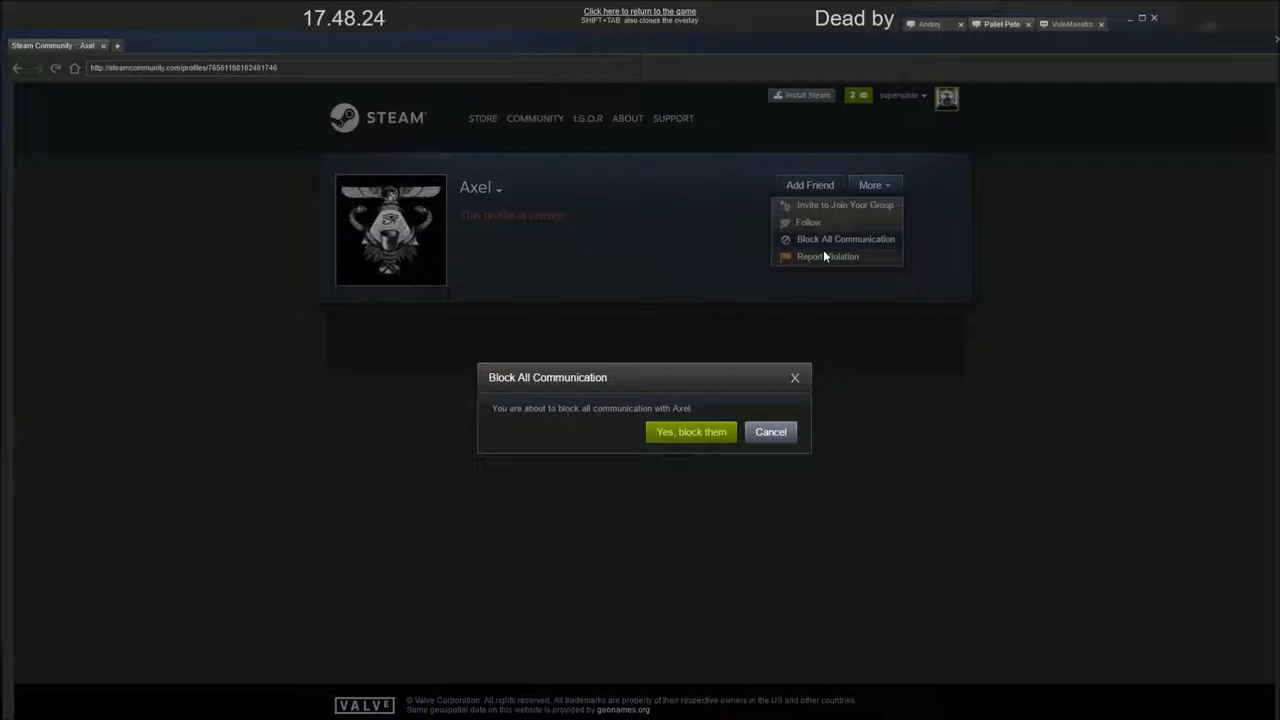 17.48.24
Click here to return to the game
SHIFT+TAB also closes the overlay
Dead by
Andrej
Pallet Pete
VuleMaestro
Steam Community :: Axel
http://steamcommunity.com/profiles/76561198102481746
Install Steam
2
supersoldo
STEAM
STORE COMMUNITY I.G.O.R ABOUT SUPPORT
Axel
This profile is private.
Add Friend
More
Invite to Join Your Group
Follow
Block All Communication
Report Violation
Block All Communication
X
You are about to block all communication with Axel.
Yes, block them
Cancel
VALVE
© Valve Corporation. All rights reserved. All trademarks are property of their respective owners in the US and other countries.
Some geospatial data on this website is provided by geonames.org